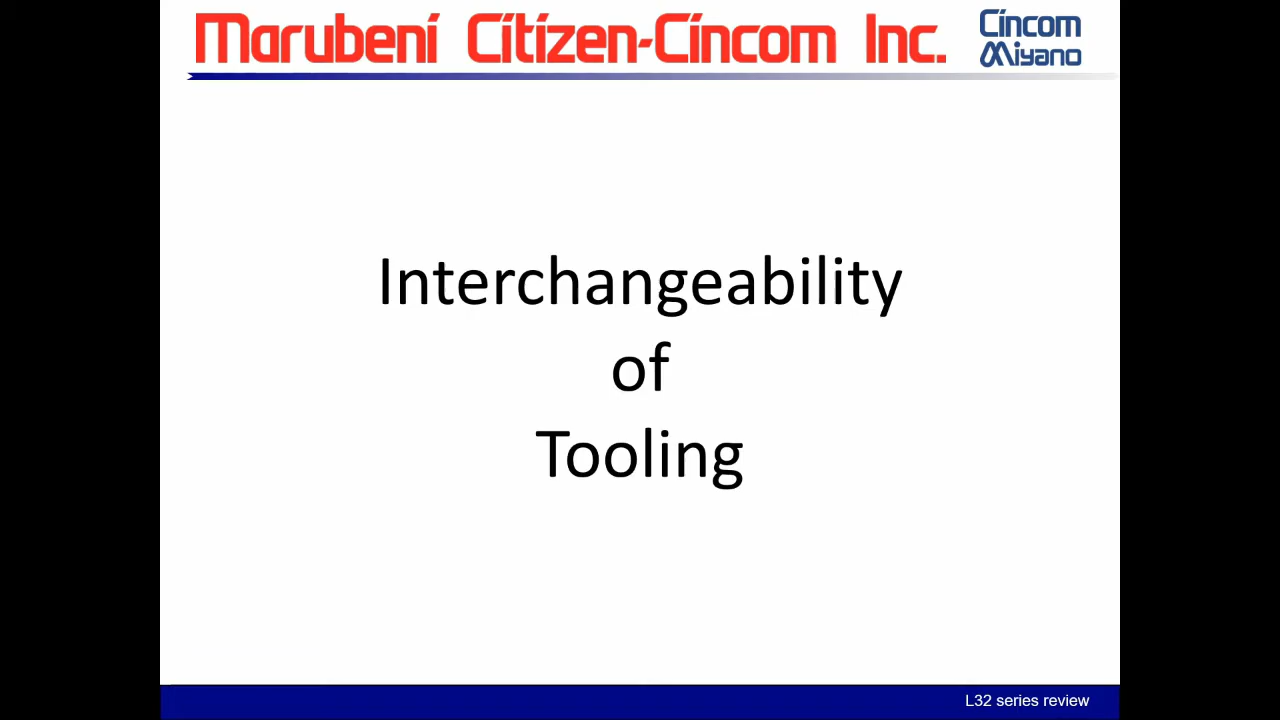 Marubeni Citizen-Cincom Inc.
Cincom
Miyano
Interchangeability
of
Tooling
L32 series review